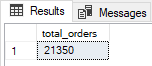 Results Messages
total_orders
1 21350